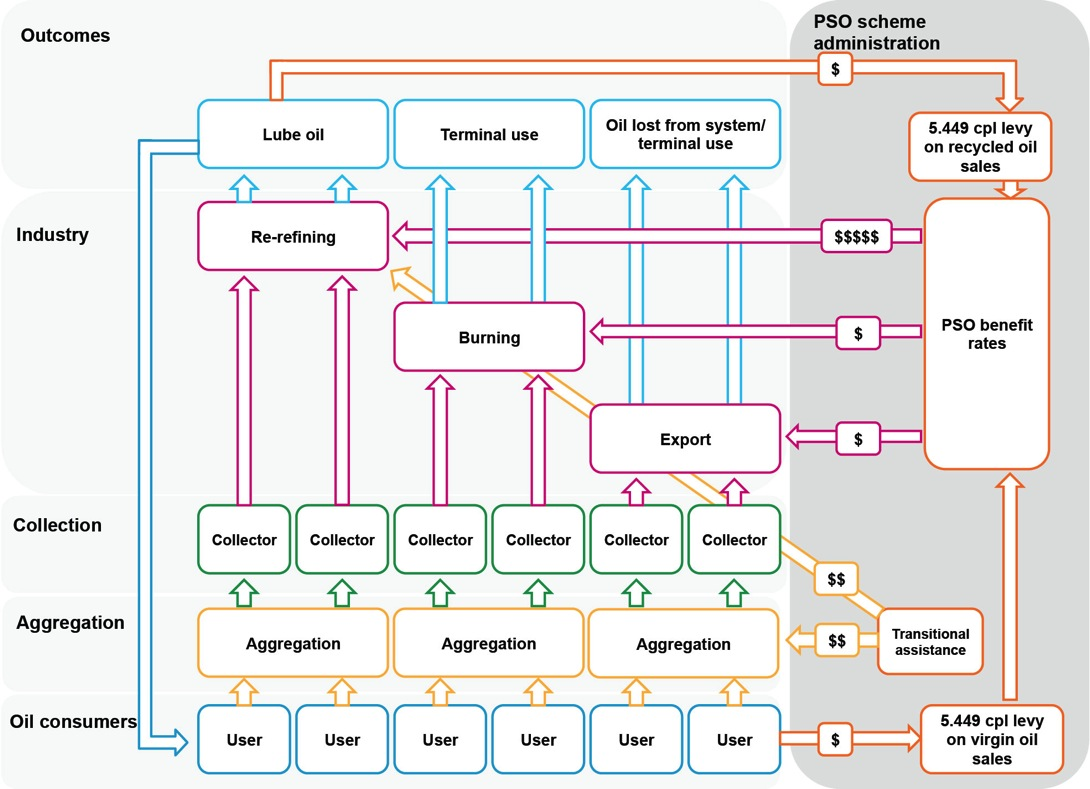 Outcomes
PSO scheme
administration
$
Lube oil
Terminal use
Oil lost from system/
terminal use
5.449 cpl levy
on recycled oil
sales
Industry
Re-refining
$$$$$
Burning
$
PSO benefit
rates
Export
$
Collection
Collector
Collector
Collector
Collector
Collector
Collector
$$
Aggregation
Aggregation
Aggregation
Aggregation
$$
Transitional
assistance
Oil consumers
User
User
User
User
User
User
$
5.449 cpl levy
on virgin oil
sales